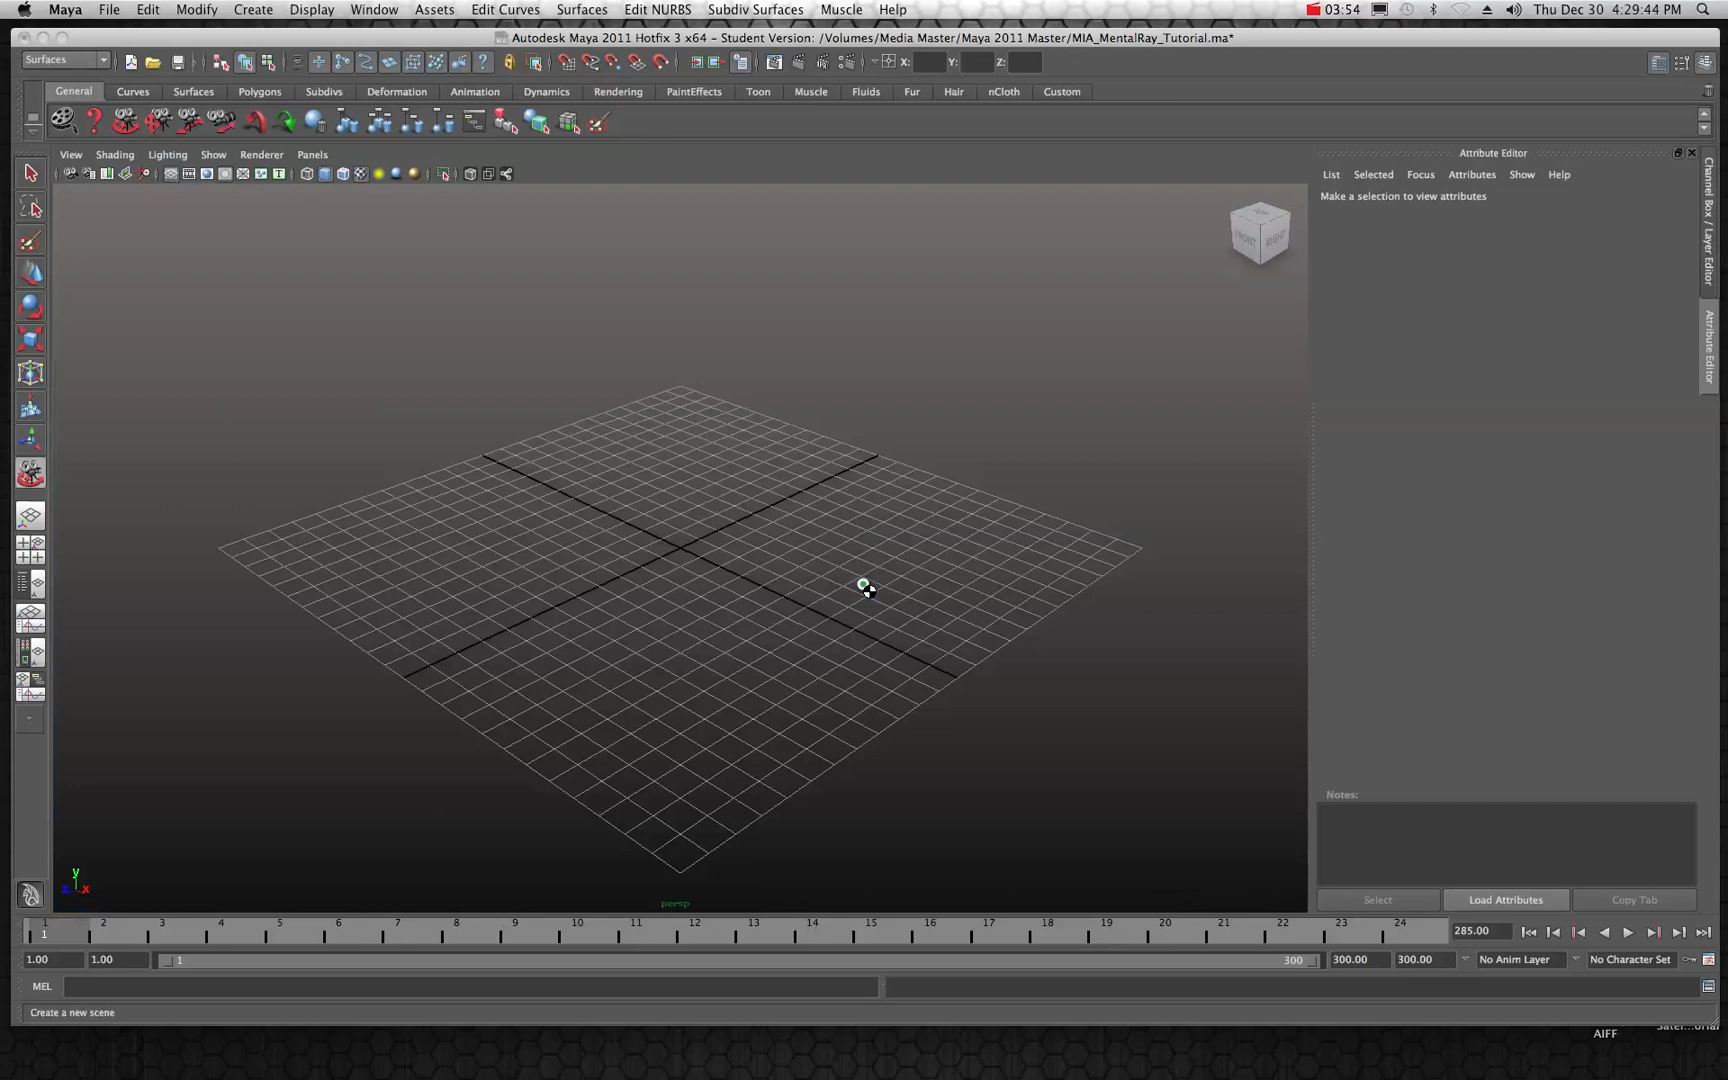 Maya File Edit Modify Create Display Window Assets Edit Curves Surfaces Edit NURBS Subdiv Surfaces Muscle Help 03:54 Thu Dec 30 4:29:44 PM
Autodesk Maya 2011 Hotfix 3 x64 - Student Version: /Volumes/Media Master/Maya 2011 Master/MIA_MentalRay_Tutorial.ma*
Surfaces X: Y: Z:
General Curves Surfaces Polygons Subdivs Deformation Animation Dynamics Rendering PaintEffects Toon Muscle Fluids Fur Hair nCloth Custom
View Shading Lighting Show Renderer Panels
Attribute Editor
List Selected Focus Attributes Show Help
Make a selection to view attributes
Channel Box / Layer Editor
Attribute Editor
FRONT RIGHT
Notes:
Select Load Attributes Copy Tab
y
z x
persp
1 2 3 4 5 6 7 8 9 10 11 12 13 14 15 16 17 18 19 20 21 22 23 24
1 285.00
1.00 1.00 1 300 300.00 300.00 No Anim Layer No Character Set
MEL
Create a new scene
AIFF